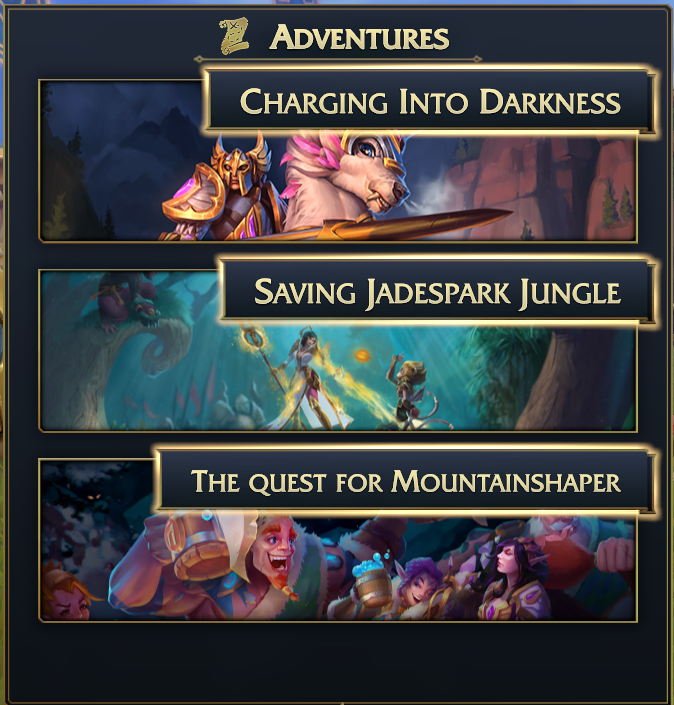 Adventures
Charging Into Darkness
Saving Jadespark Jungle
The quest for Mountainshaper